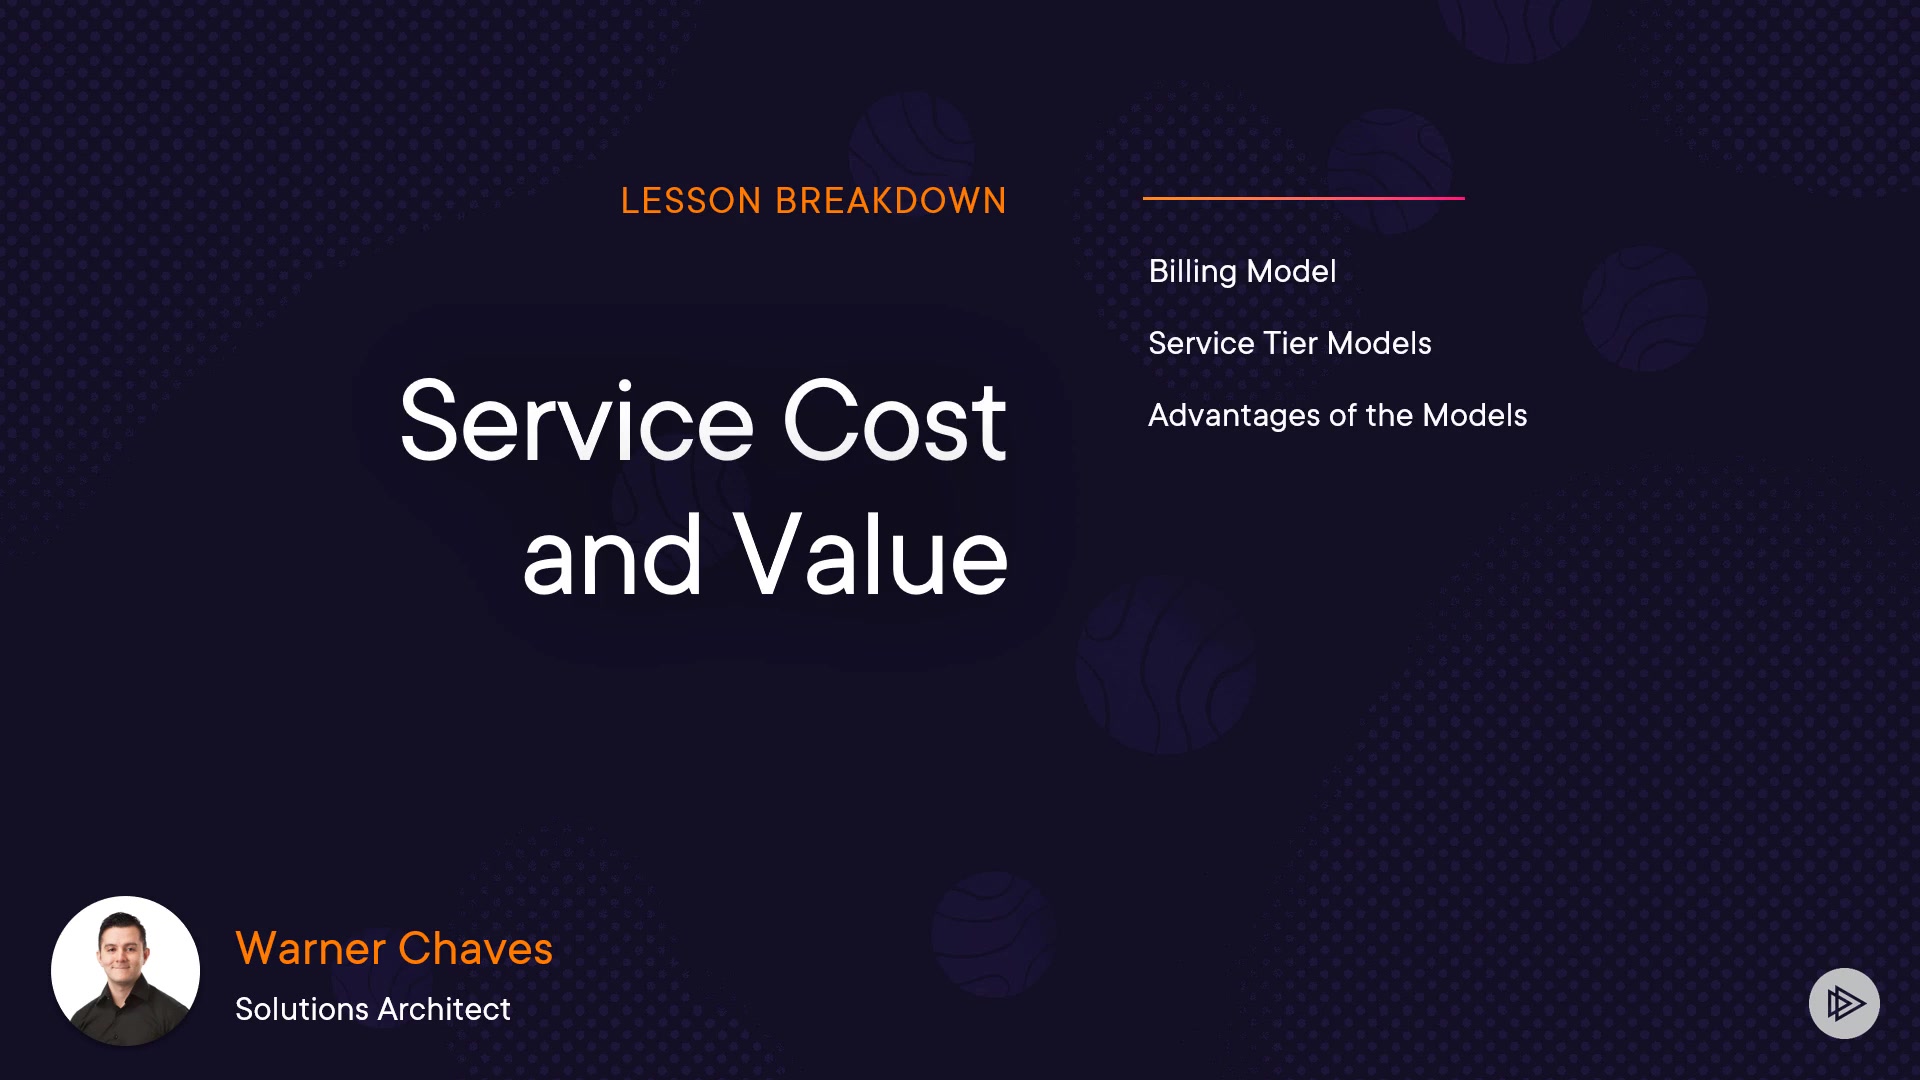 LESSON BREAKDOWN
Service Cost
and Value
Billing Model
Service Tier Models
Advantages of the Models
Warner Chaves
Solutions Architect